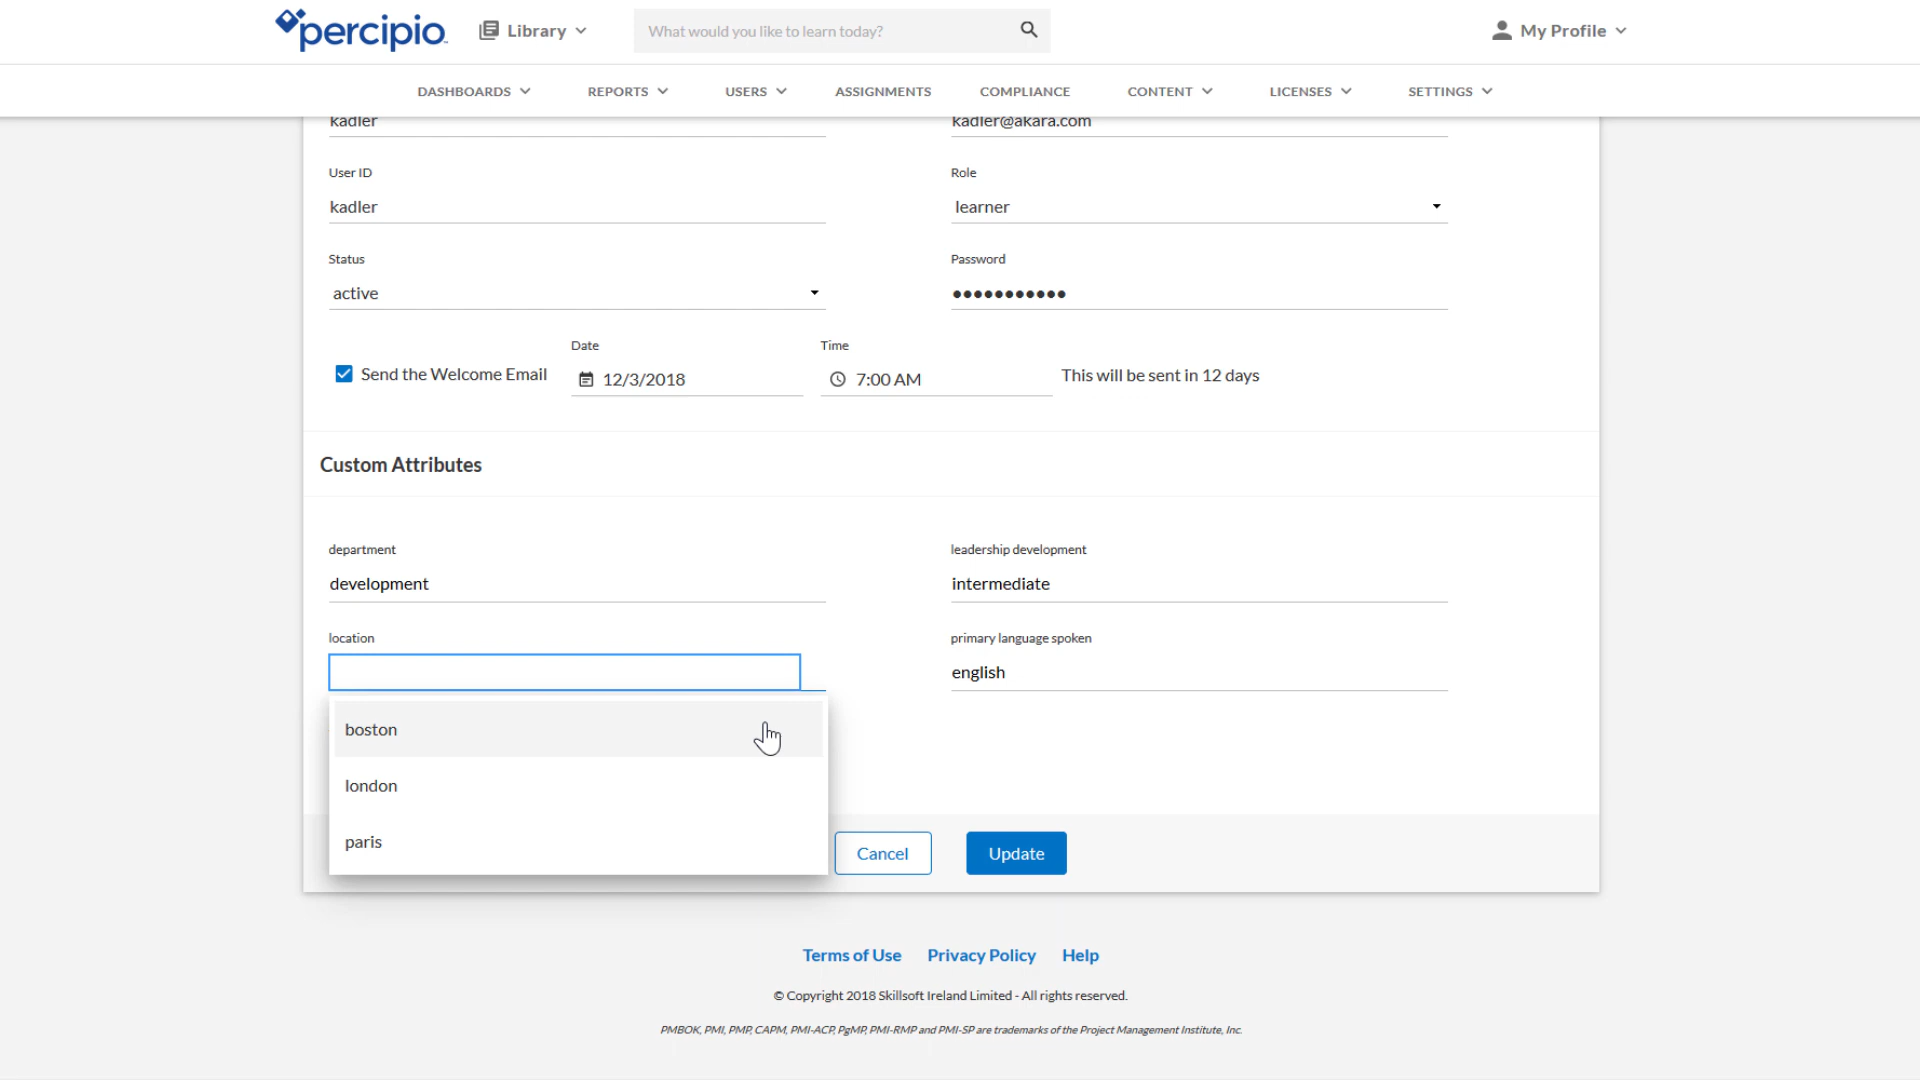 percipio
Library
What would you like to learn today?
My Profile
DASHBOARDS REPORTS USERS ASSIGNMENTS COMPLIANCE CONTENT LICENSES SETTINGS
kadler kadler@akara.com
User ID Role
kadler learner
Status Password
active ●●●●●●●●●●●
Date Time
Send the Welcome Email 12/3/2018 7:00 AM This will be sent in 12 days
Custom Attributes
department leadership development
development intermediate
location primary language spoken
english
boston
london
paris
Cancel Update
Terms of Use Privacy Policy Help
© Copyright 2018 Skillsoft Ireland Limited - All rights reserved.
PMBOK, PMI, PMP, CAPM, PMI-ACP, PgMP, PMI-RMP and PMI-SP are trademarks of the Project Management Institute, Inc.